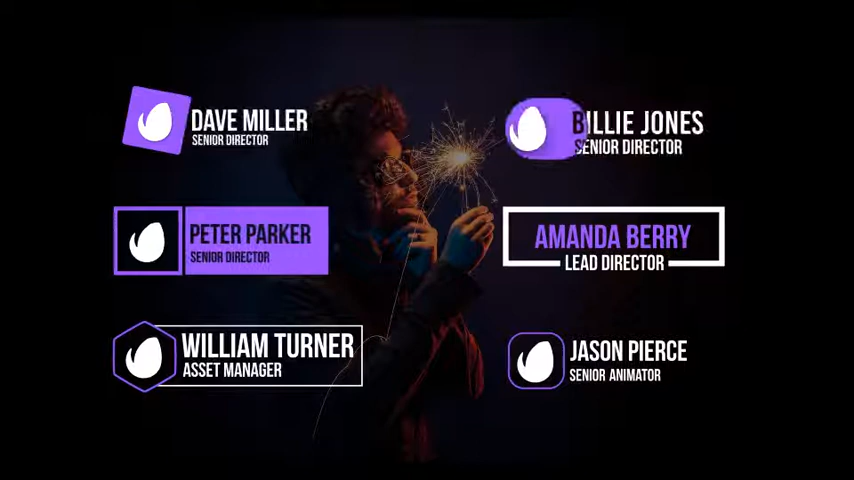 DAVE MILLER
SENIOR DIRECTOR
BILLIE JONES
SENIOR DIRECTOR
PETER PARKER
SENIOR DIRECTOR
AMANDA BERRY
LEAD DIRECTOR
WILLIAM TURNER
ASSET MANAGER
JASON PIERCE
SENIOR ANIMATOR